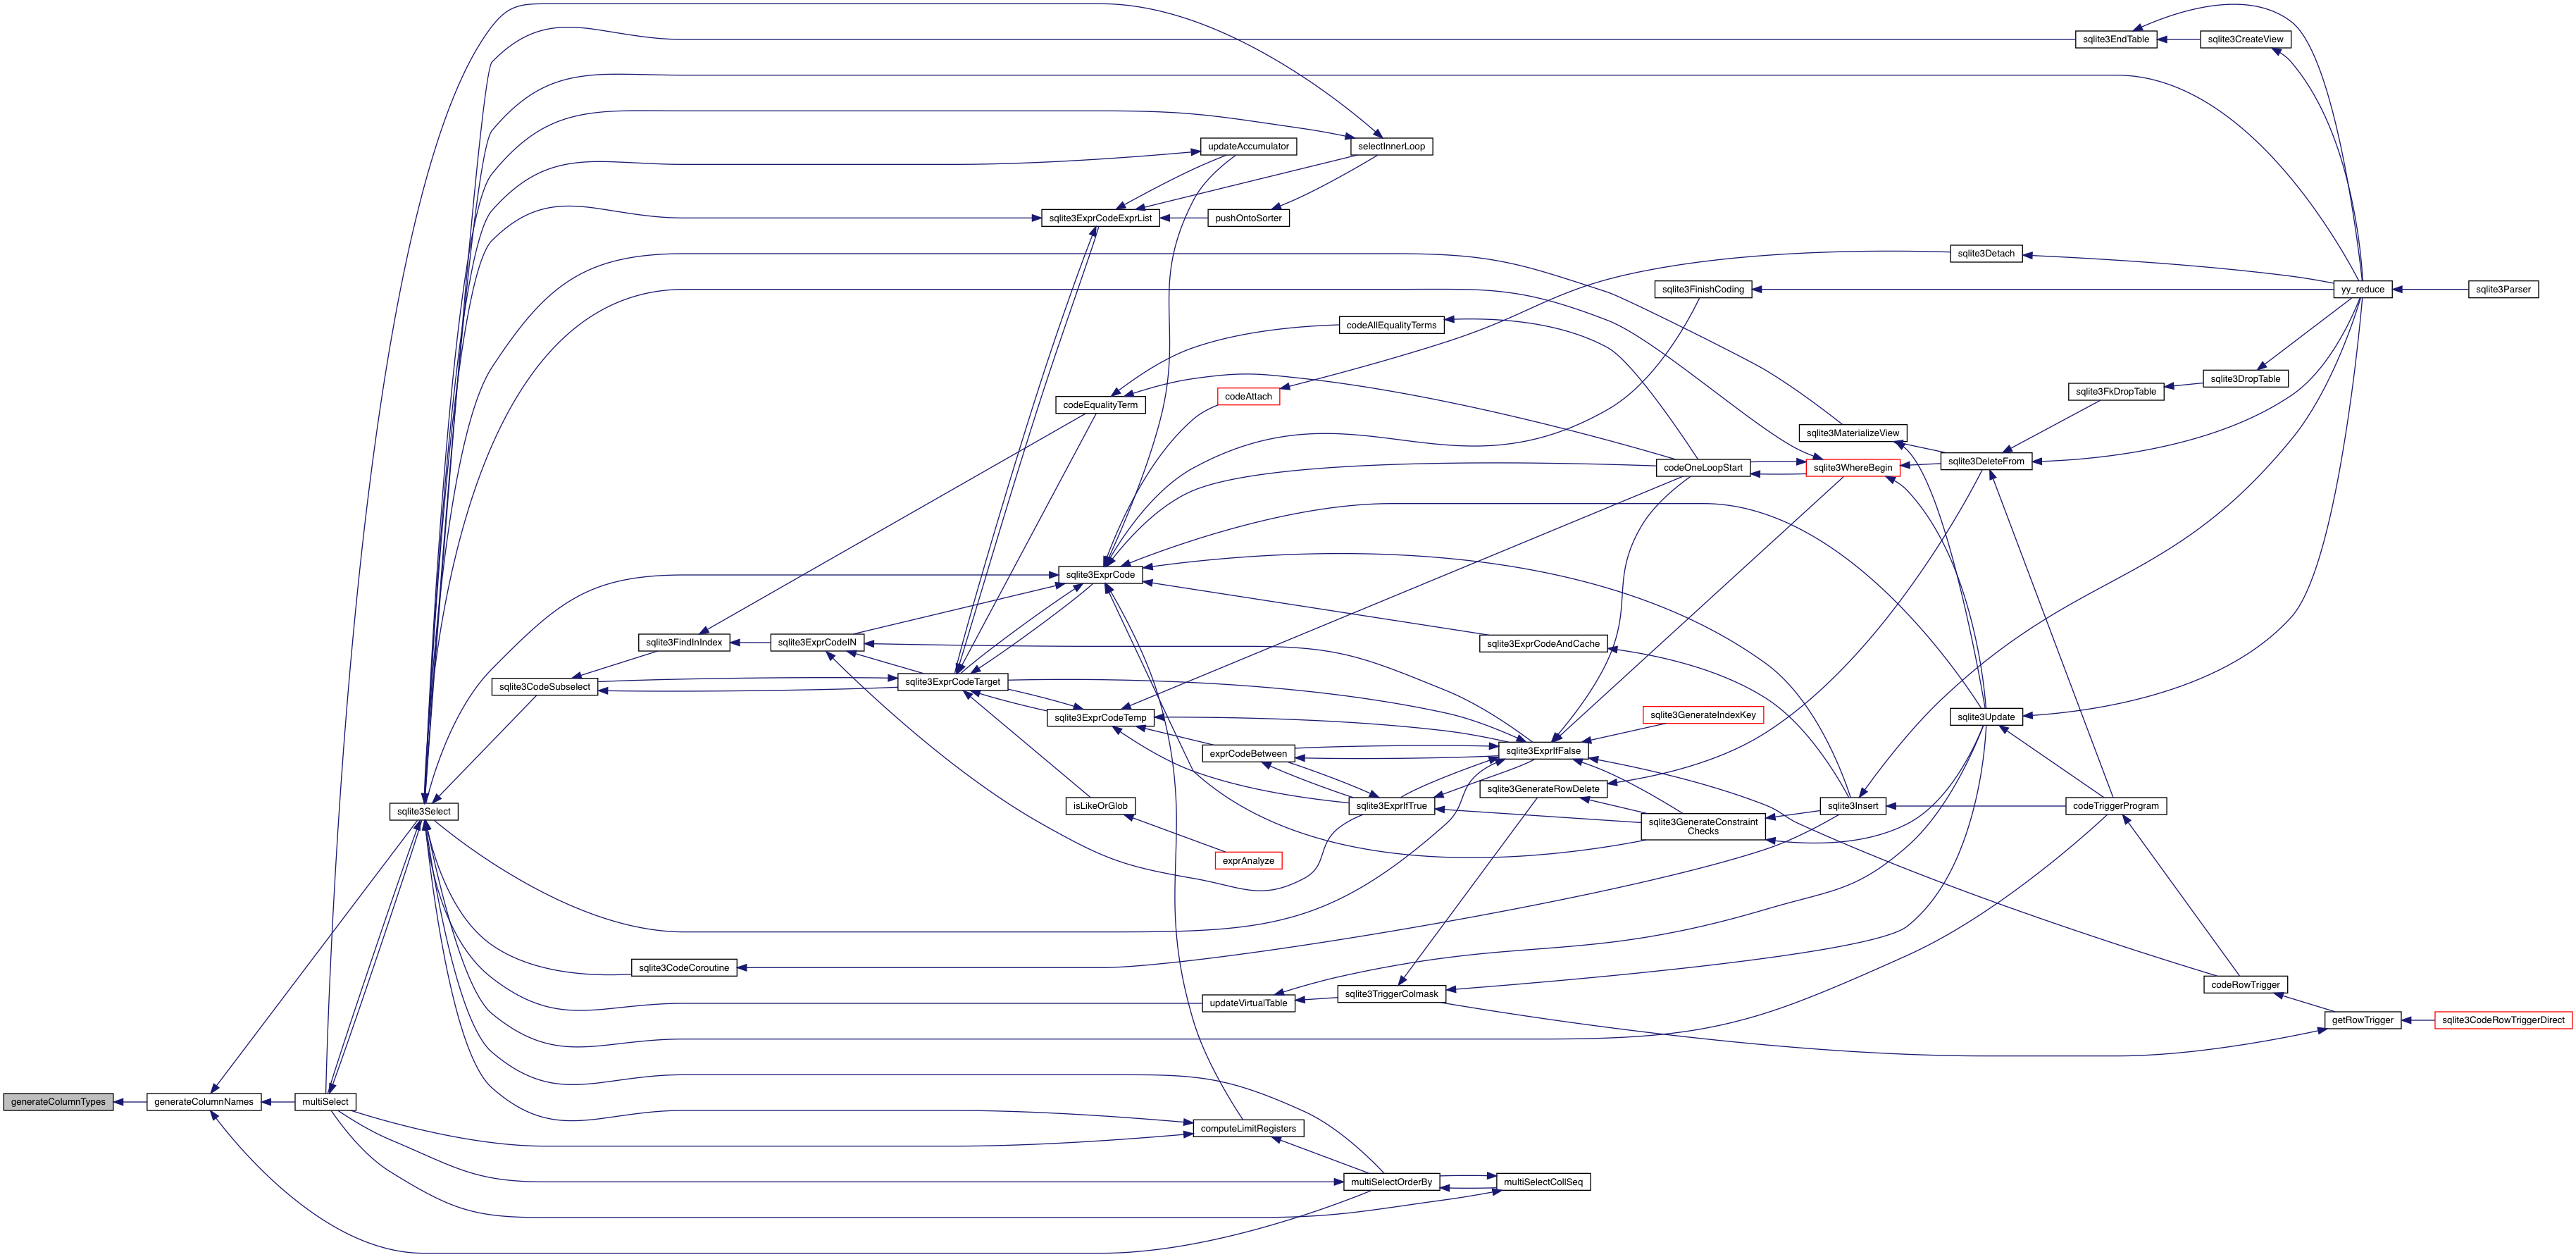 sqlite3EndTable
sqlite3CreateView
updateAccumulator
selectInnerLoop
sqlite3ExprCodeExprList
pushOntoSorter
sqlite3Detach
sqlite3FinishCoding
yy_reduce
sqlite3Parser
codeAllEqualityTerms
sqlite3DropTable
sqlite3FkDropTable
codeAttach
codeEqualityTerm
sqlite3MaterializeView
codeOneLoopStart
sqlite3WhereBegin
sqlite3DeleteFrom
sqlite3ExprCode
sqlite3FindInIndex
sqlite3ExprCodeIN
sqlite3ExprCodeAndCache
sqlite3CodeSubselect
sqlite3ExprCodeTarget
sqlite3ExprCodeTemp
sqlite3GenerateIndexKey
sqlite3Update
exprCodeBetween
sqlite3ExprIfFalse
sqlite3GenerateRowDelete
sqlite3Select
isLikeOrGlob
sqlite3ExprIfTrue
sqlite3Insert
codeTriggerProgram
sqlite3GenerateConstraint
Checks
exprAnalyze
sqlite3CodeCoroutine
codeRowTrigger
updateVirtualTable
sqlite3TriggerColmask
getRowTrigger
sqlite3CodeRowTriggerDirect
generateColumnTypes
generateColumnNames
multiSelect
computeLimitRegisters
multiSelectOrderBy
multiSelectCollSeq